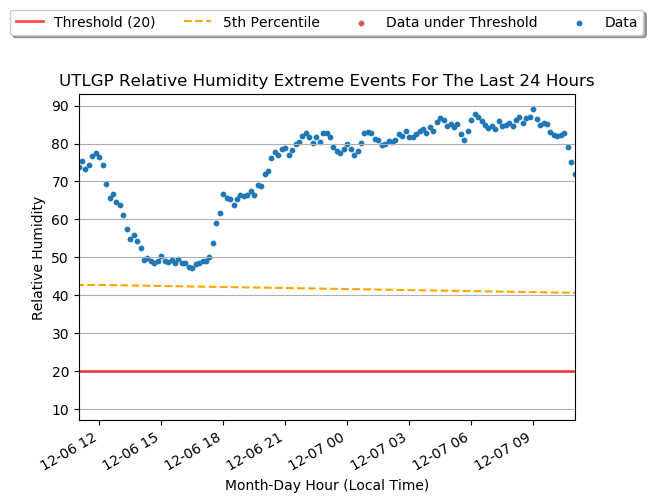 Threshold (20) 5th Percentile Data under Threshold Data
UTLGP Relative Humidity Extreme Events For The Last 24 Hours
90
80
70
60
50
40
30
20
10
Relative Humidity
12-06 12 12-06 15 12-06 18 12-06 21 12-07 00 12-07 03 12-07 06 12-07 09
Month-Day Hour (Local Time)